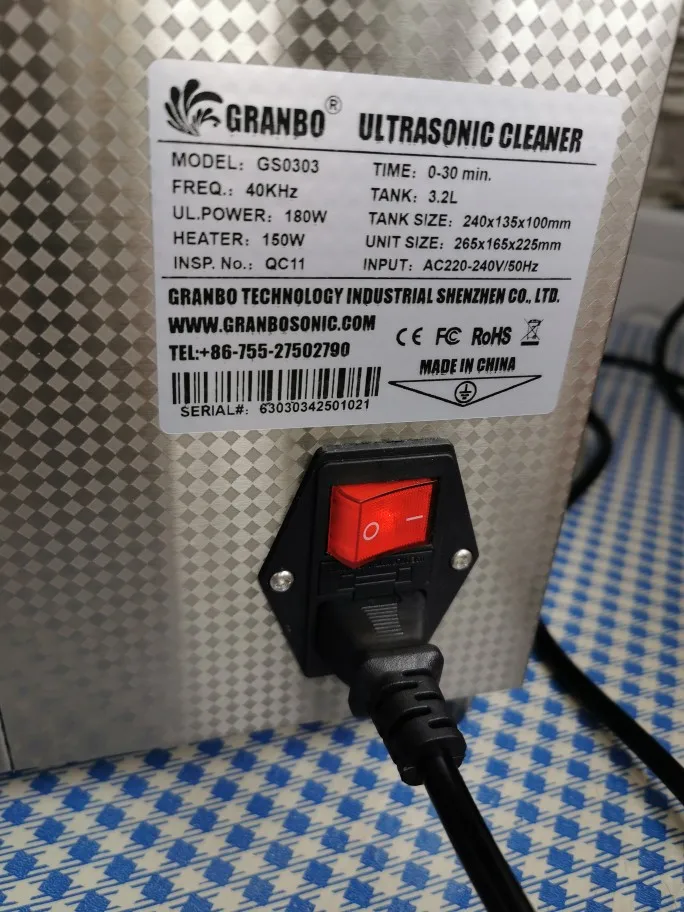 GRANBO® ULTRASONIC CLEANER
MODEL: GS0303
FREQ.: 40KHz
UL.POWER: 180W
HEATER: 150W
INSP. No.: QC11
TIME: 0-30 min.
TANK: 3.2L
TANK SIZE: 240x135x100mm
UNIT SIZE: 265x165x225mm
INPUT: AC220-240V/50Hz
GRANBO TECHNOLOGY INDUSTRIAL SHENZHEN CO., LTD.
WWW.GRANBOSONIC.COM
TEL:+86-755-27502790
SERIAL#: 63030342501021
CE FC RoHS
MADE IN CHINA
O I